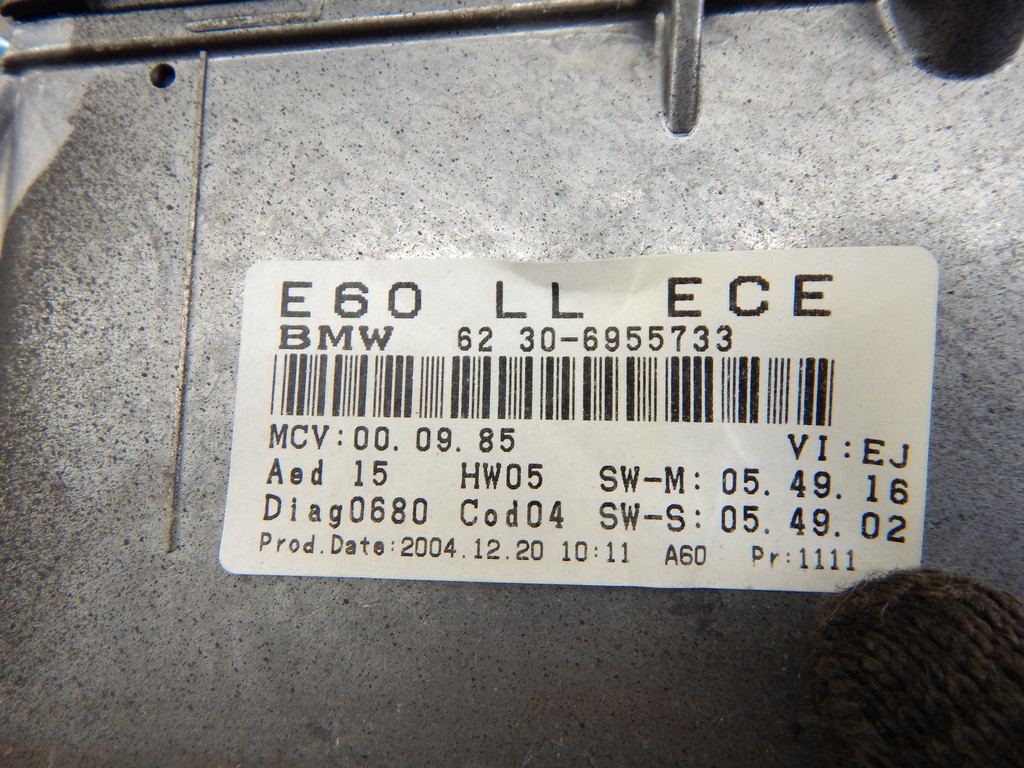 E60 LL ECE
BMW 62 30-6955733
MCV:00.09.85 VI:EJ
Aed 15 HW05 SW-M:05.49.16
Diag0680 Cod04 SW-S:05.49.02
Prod.Date:2004.12.20 10:11 A60 Pr:1111